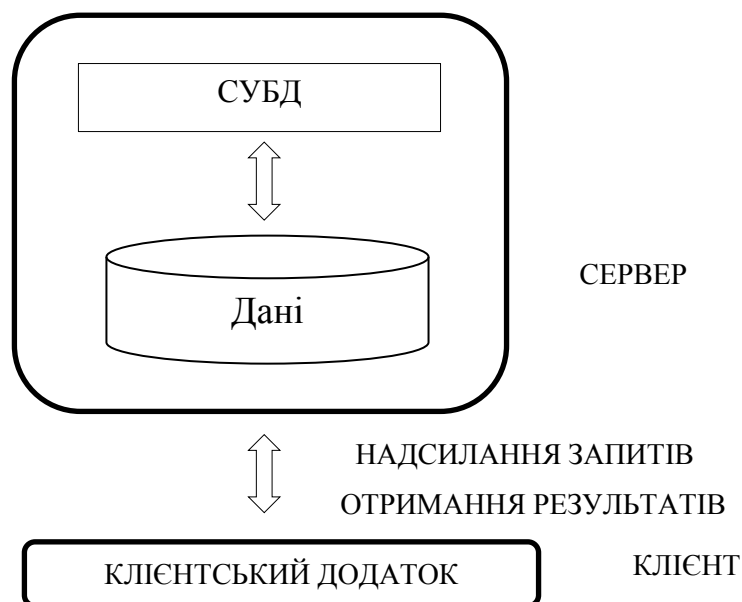 СУБД
Дані
СЕРВЕР
НАДСИЛАННЯ ЗАПИТІВ
ОТРИМАННЯ РЕЗУЛЬТАТІВ
КЛІЄНТСЬКИЙ ДОДАТОК
КЛІЄНТ